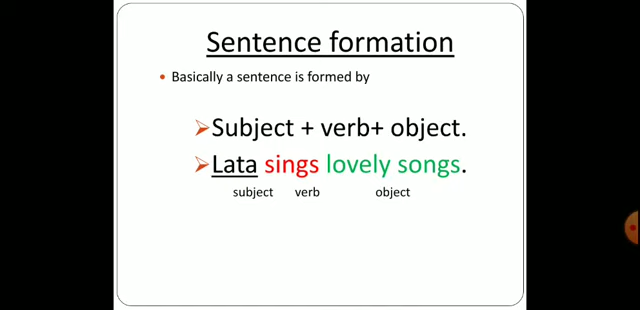 Sentence formation
Basically a sentence is formed by
Subject + verb+ object.
Lata sings lovely songs.
subject verb object